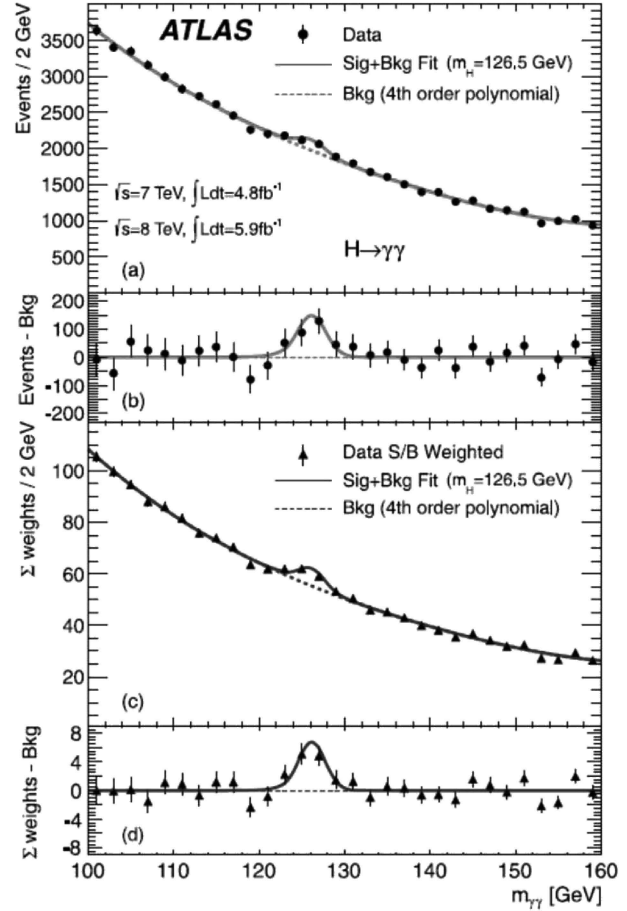 ATLAS
Data
Sig+Bkg Fit (m_H=126.5 GeV)
Bkg (4th order polynomial)
Events / 2 GeV
3500
3000
2500
2000
1500
1000
500
√s=7 TeV, ∫Ldt=4.8fb⁻¹
√s=8 TeV, ∫Ldt=5.9fb⁻¹
H→γγ
(a)
Events - Bkg
200
100
0
-100
-200
(b)
Data S/B Weighted
Sig+Bkg Fit (m_H=126.5 GeV)
Bkg (4th order polynomial)
Σ weights / 2 GeV
100
80
60
40
20
(c)
Σ weights - Bkg
8
4
0
-4
-8
(d)
100 110 120 130 140 150 160
m_γγ [GeV]